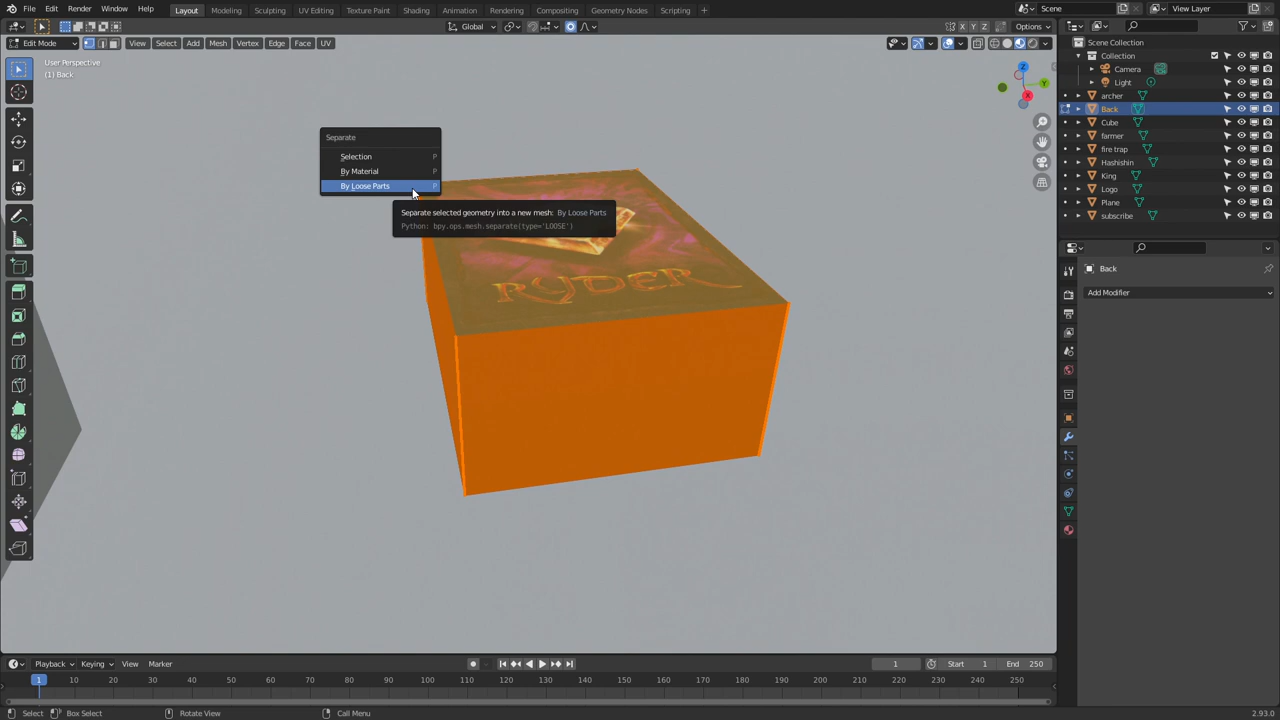 File Edit Render Window Help Layout Modeling Sculpting UV Editing Texture Paint Shading Animation Rendering Compositing Geometry Nodes Scripting + Scene View Layer
Global X Y Z Options
Edit Mode View Select Add Mesh Vertex Edge Face UV
User Perspective
(1) Back
Z
Y
X
Separate
Selection P
By Material P
By Loose Parts P
Separate selected geometry into a new mesh: By Loose Parts
Python: bpy.ops.mesh.separate(type='LOOSE')
RYDER
Scene Collection
Collection
Camera
Light
archer
Back
Cube
farmer
fire trap
Hashishin
King
Logo
Plane
subscribe
Back
Add Modifier
Playback Keying View Marker 1 Start 1 End 250
1 10 20 30 40 50 60 70 80 90 100 110 120 130 140 150 160 170 180 190 200 210 220 230 240 250
Select Box Select Rotate View Call Menu 2.93.0